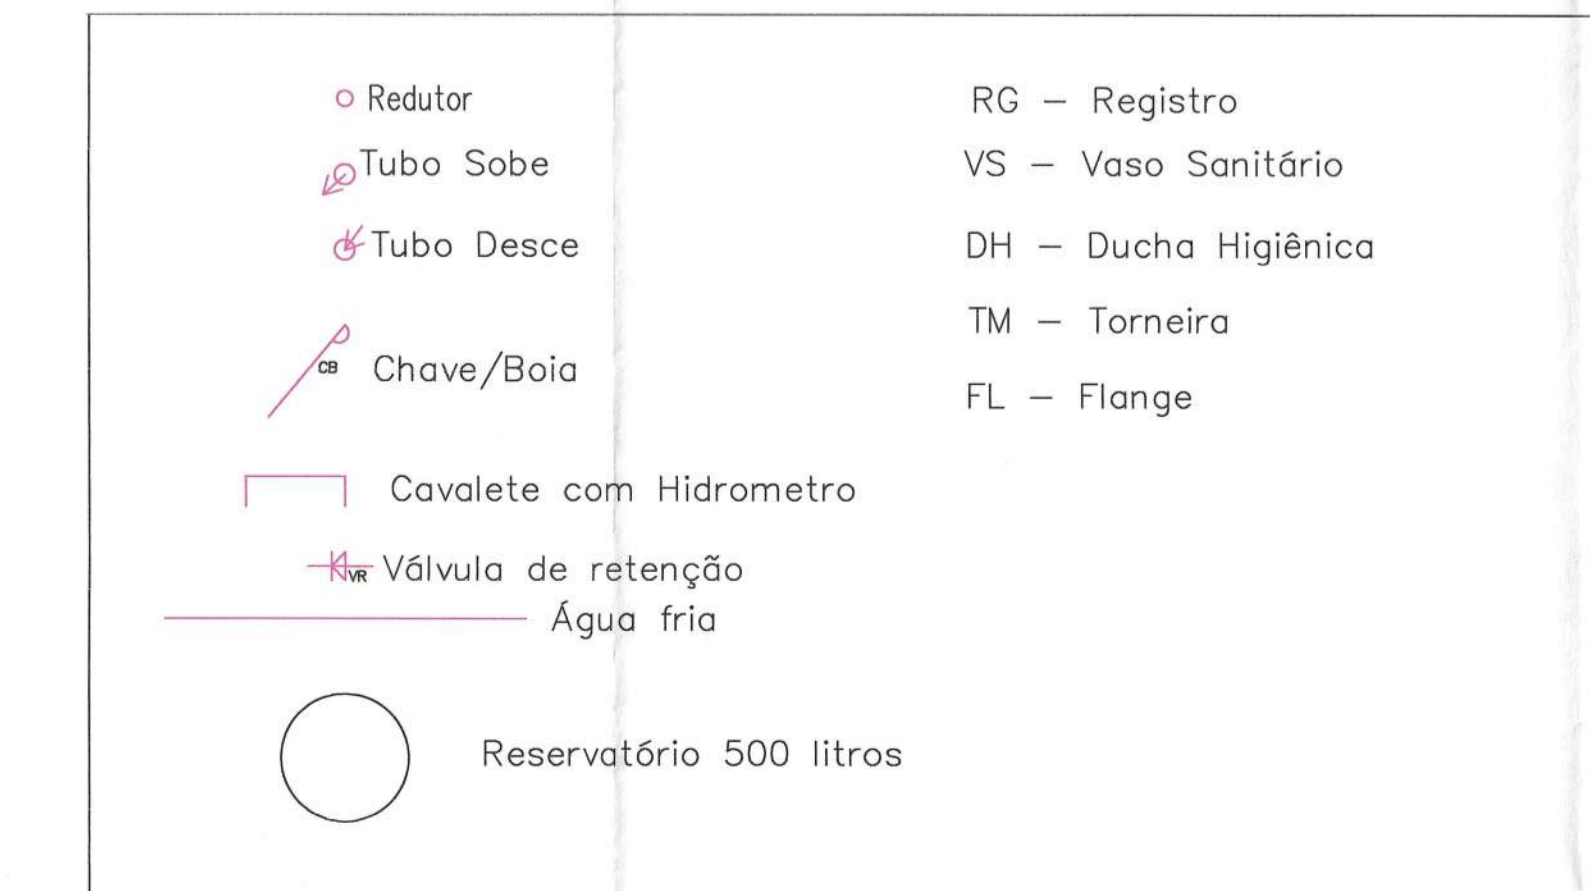 Redutor
Tubo Sobe
Tubo Desce
CB Chave/Boia
Cavalete com Hidrometro
VR Válvula de retenção
Água fria
Reservatório 500 litros
RG – Registro
VS – Vaso Sanitário
DH – Ducha Higiênica
TM – Torneira
FL – Flange